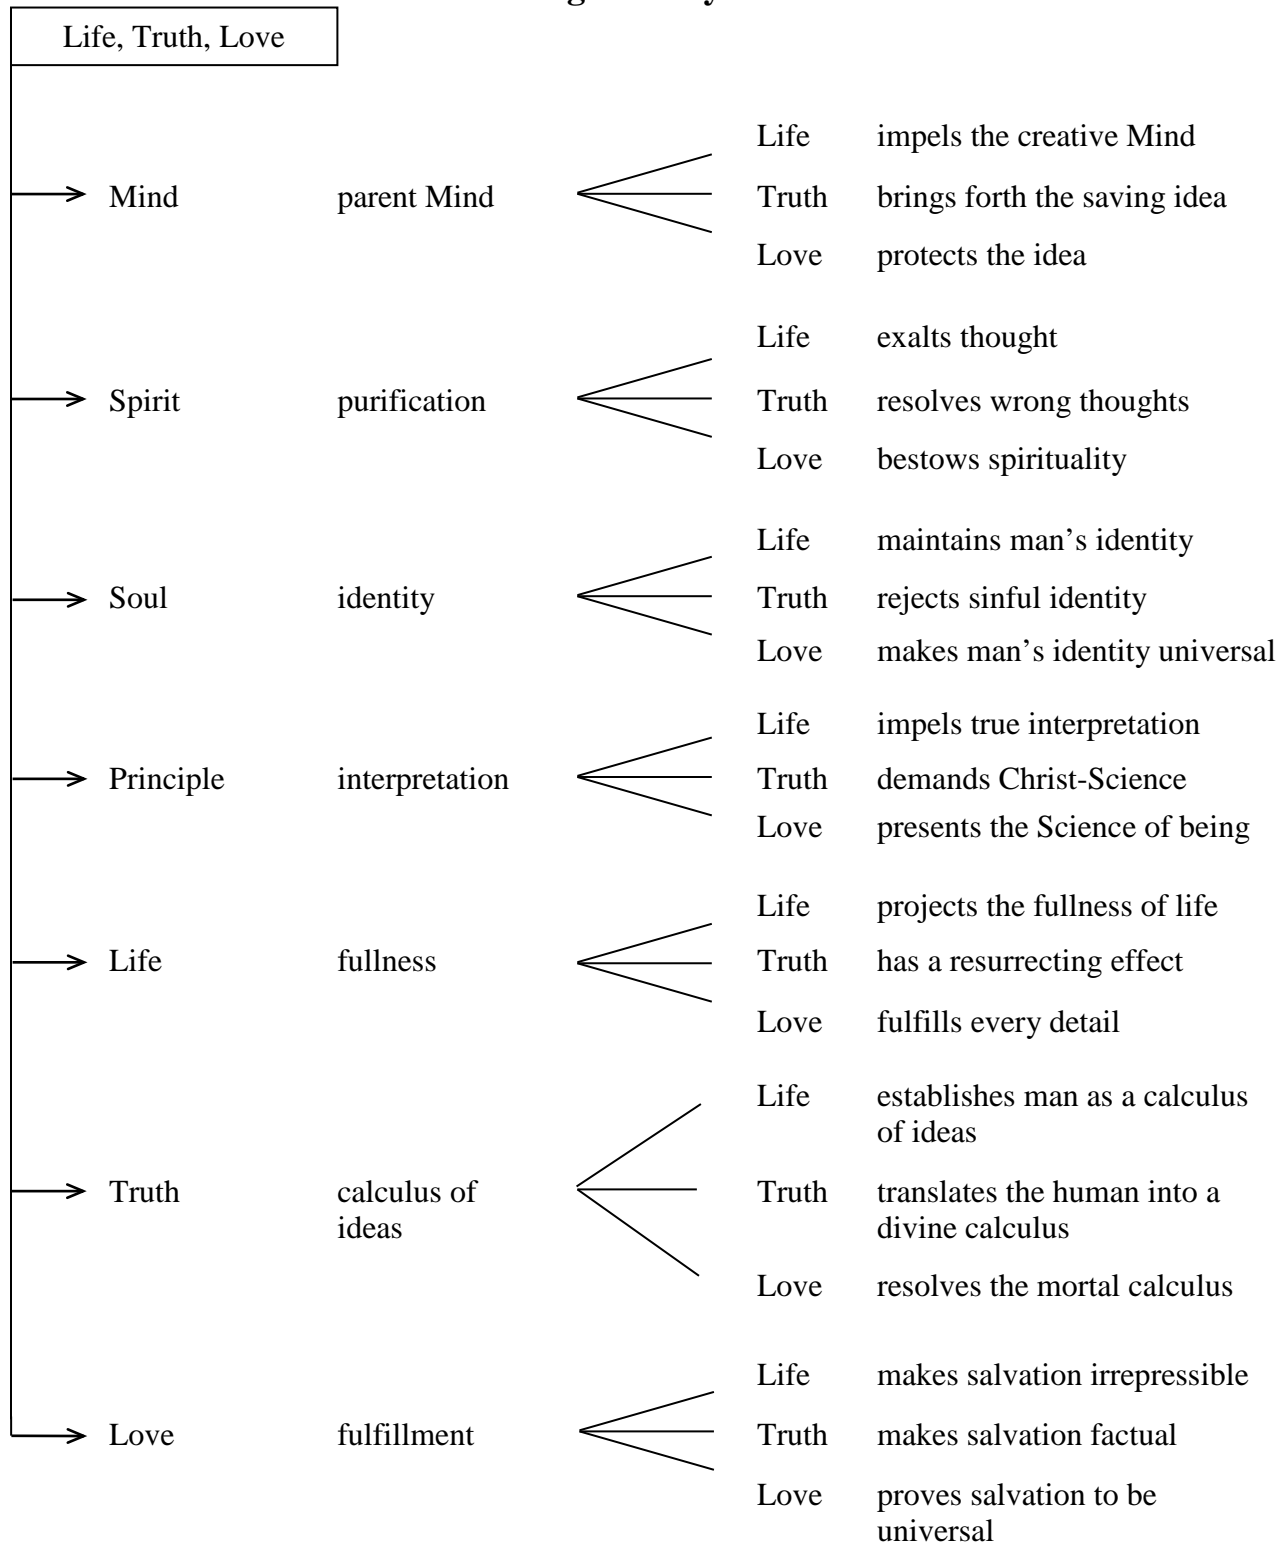 Life, Truth, Love
Life impels the creative Mind
Mind parent Mind Truth brings forth the saving idea
Love protects the idea
Life exalts thought
Spirit purification Truth resolves wrong thoughts
Love bestows spirituality
Life maintains man’s identity
Soul identity Truth rejects sinful identity
Love makes man’s identity universal
Life impels true interpretation
Principle interpretation Truth demands Christ-Science
Love presents the Science of being
Life projects the fullness of life
Life fullness Truth has a resurrecting effect
Love fulfills every detail
Life establishes man as a calculus
of ideas
Truth calculus of Truth translates the human into a
ideas divine calculus
Love resolves the mortal calculus
Life makes salvation irrepressible
Love fulfillment Truth makes salvation factual
Love proves salvation to be
universal